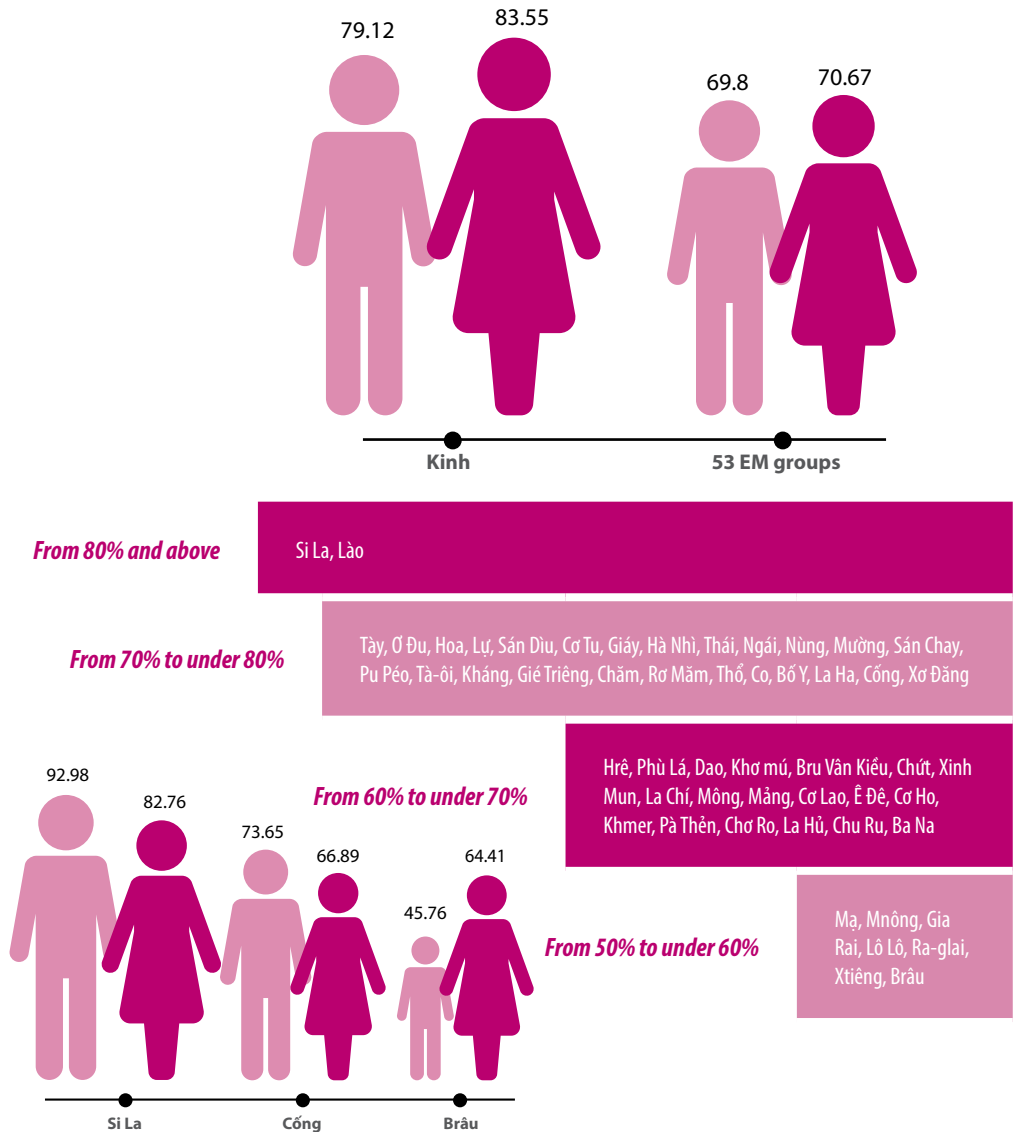 79.12
83.55
69.8
70.67
Kinh
53 EM groups
From 80% and above
Si La, Lào
From 70% to under 80%
Tày, Ơ Đu, Hoa, Lự, Sán Dìu, Cơ Tu, Giáy, Hà Nhì, Thái, Ngái, Nùng, Mường, Sán Chay,
Pu Péo, Tà-ôi, Kháng, Gié Triêng, Chăm, Rơ Măm, Thổ, Co, Bố Y, La Ha, Cống, Xơ Đăng
From 60% to under 70%
Hrê, Phù Lá, Dao, Khơ mú, Bru Vân Kiều, Chứt, Xinh
Mun, La Chí, Mông, Mảng, Cơ Lao, Ê Đê, Cơ Ho,
Khmer, Pà Thẻn, Chơ Ro, La Hủ, Chu Ru, Ba Na
From 50% to under 60%
Mạ, Mnông, Gia
Rai, Lô Lô, Ra-glai,
Xtiêng, Brâu
92.98
82.76
73.65
66.89
45.76
64.41
Si La
Cống
Brâu